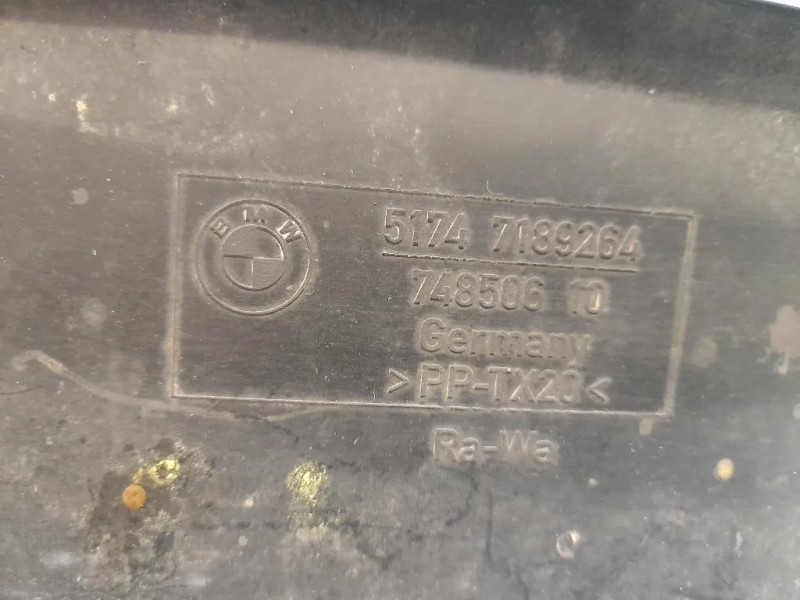 BMW
5174 7189264
748506 10
Germany
>PP-TX20<
Ra-Wa